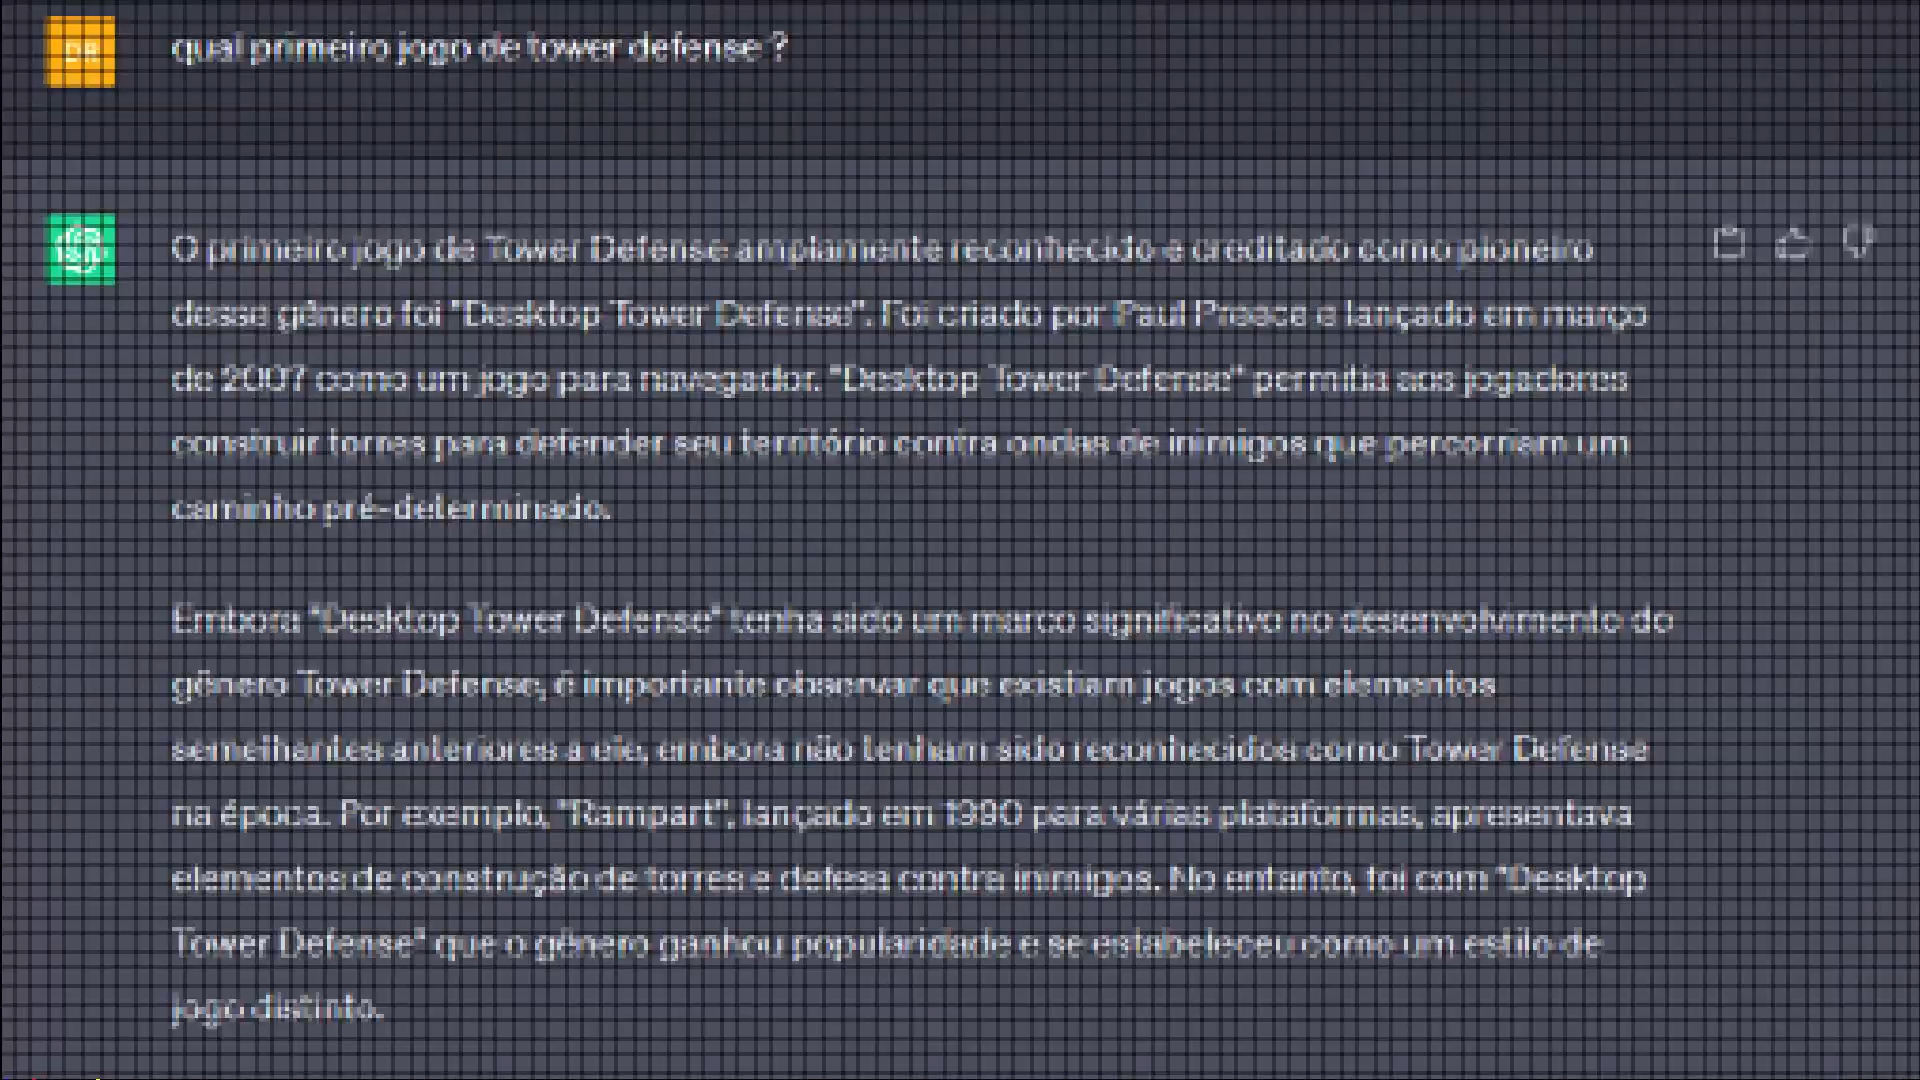 DR
qual primeiro jogo de tower defense ?
O primeiro jogo de Tower Defense amplamente reconhecido e creditado como pioneiro
desse gênero foi "Desktop Tower Defense". Foi criado por Paul Preece e lançado em março
de 2007 como um jogo para navegador. "Desktop Tower Defense" permitia aos jogadores
construir torres para defender seu território contra ondas de inimigos que percorriam um
caminho pré-determinado.
Embora "Desktop Tower Defense" tenha sido um marco significativo no desenvolvimento do
gênero Tower Defense, é importante observar que existiam jogos com elementos
semelhantes anteriores a ele, embora não tenham sido reconhecidos como Tower Defense
na época. Por exemplo, "Rampart", lançado em 1990 para várias plataformas, apresentava
elementos de construção de torres e defesa contra inimigos. No entanto, foi com "Desktop
Tower Defense" que o gênero ganhou popularidade e se estabeleceu como um estilo de
jogo distinto.